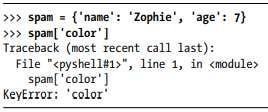 >>> spam = {'name': 'Zophie', 'age': 7}
>>> spam['color']
Traceback (most recent call last):
  File "<pyshell#1>", line 1, in <module>
    spam['color']
KeyError: 'color'